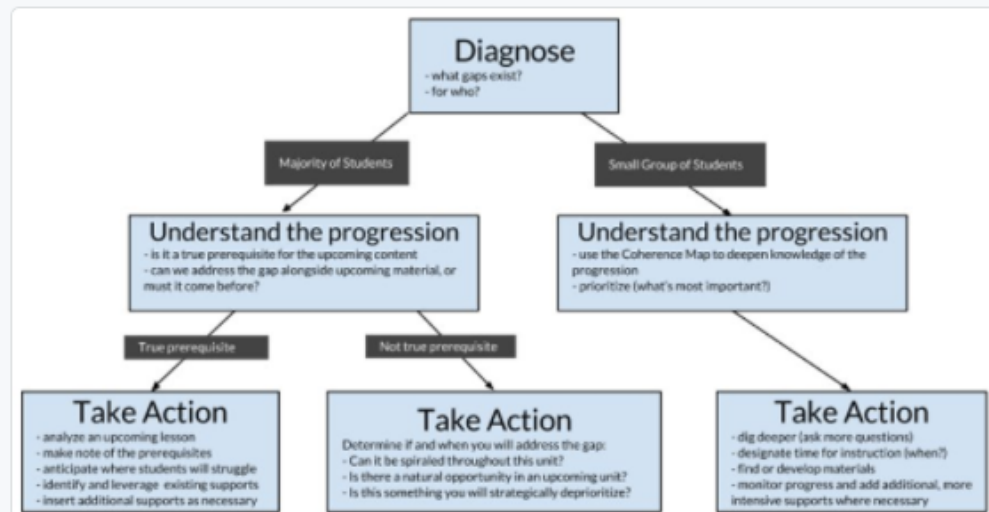 Diagnose
- what gaps exist?
- for who?
Majority of Students
Small Group of Students
Understand the progression
- is it a true prerequisite for the upcoming content
- can we address the gap alongside upcoming material, or
must it come before?
Understand the progression
- use the Coherence Map to deepen knowledge of the
progression
- prioritize (what's most important?)
True prerequisite
Not true prerequisite
Take Action
- analyze an upcoming lesson
- make note of the prerequisites
- anticipate where students will struggle
- identify and leverage existing supports
- insert additional supports as necessary
Take Action
Determine if and when you will address the gap:
- Can it be spiraled throughout this unit?
- Is there a natural opportunity in an upcoming unit?
- Is this something you will strategically deprioritize?
Take Action
- dig deeper (ask more questions)
- designate time for instruction (when?)
- find or develop materials
- monitor progress and add additional, more
intensive supports where necessary